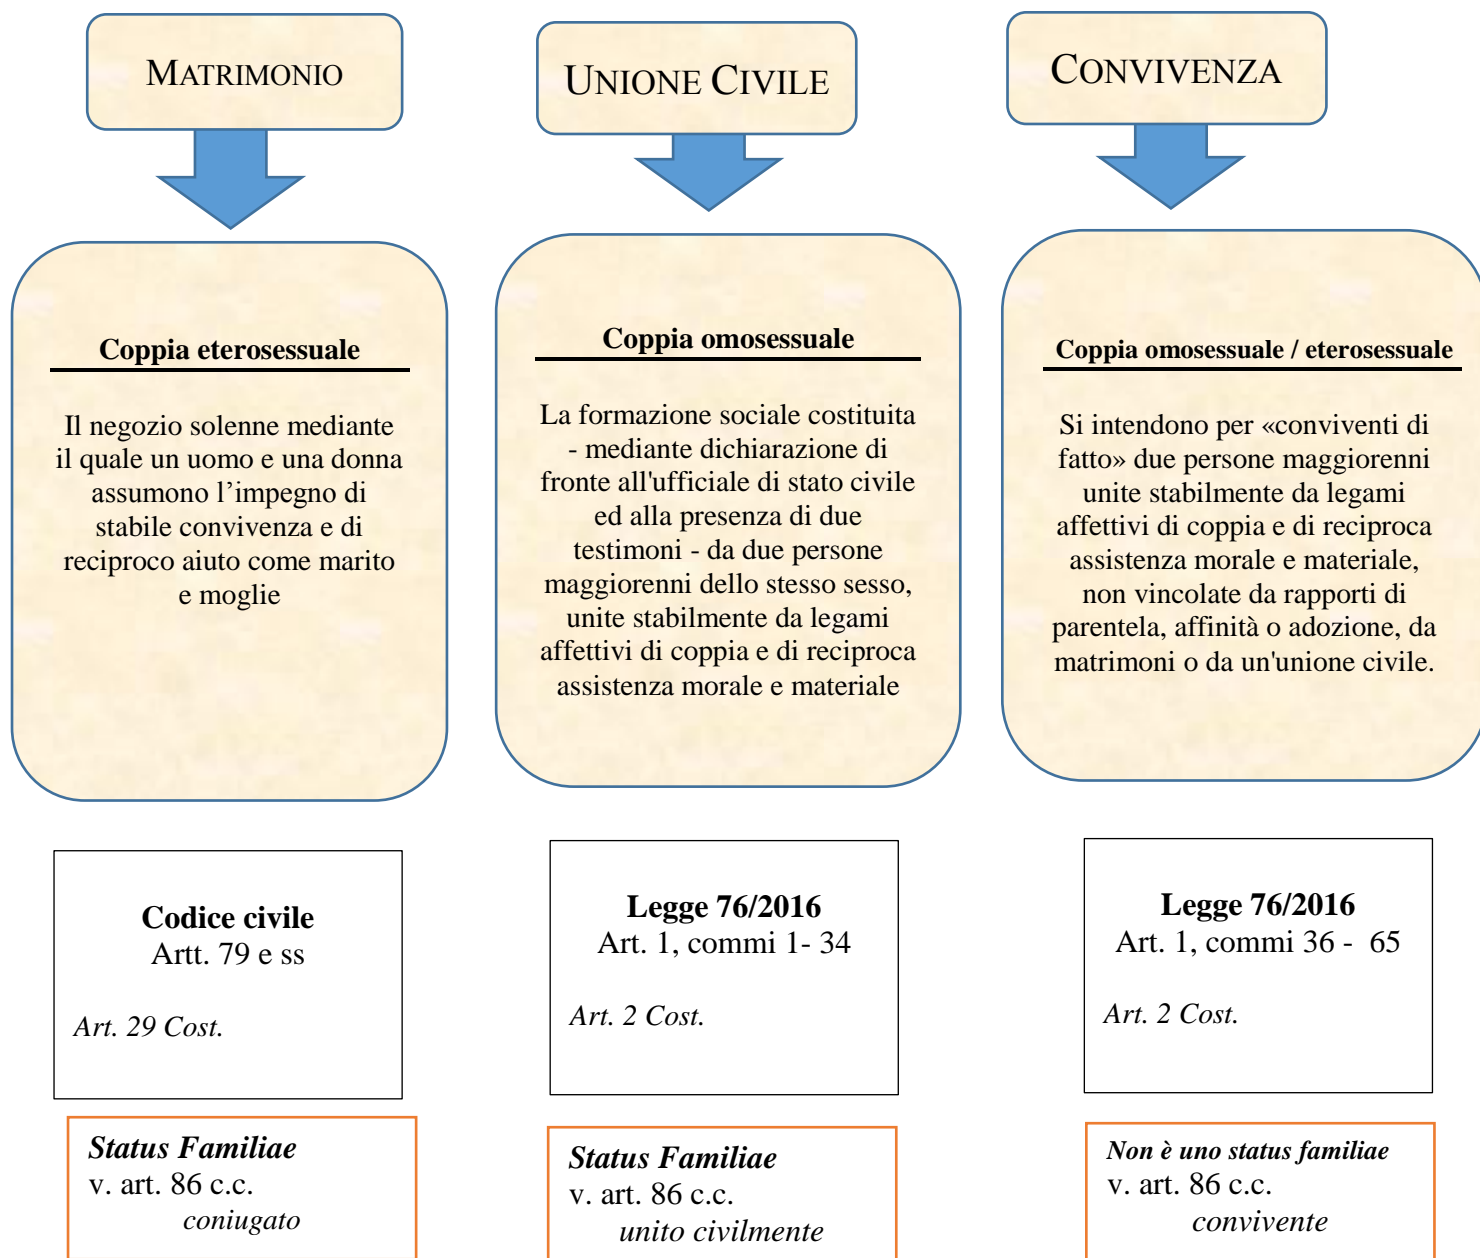 MATRIMONIO
Coppia eterosessuale
Il negozio solenne mediante
il quale un uomo e una donna
assumono l’impegno di
stabile convivenza e di
reciproco aiuto come marito
e moglie
Codice civile
Artt. 79 e ss
Art. 29 Cost.
Status Familiae
v. art. 86 c.c.
coniugato
UNIONE CIVILE
Coppia omosessuale
La formazione sociale costituita
- mediante dichiarazione di
fronte all'ufficiale di stato civile
ed alla presenza di due
testimoni - da due persone
maggiorenni dello stesso sesso,
unite stabilmente da legami
affettivi di coppia e di reciproca
assistenza morale e materiale
Legge 76/2016
Art. 1, commi 1- 34
Art. 2 Cost.
Status Familiae
v. art. 86 c.c.
unito civilmente
CONVIVENZA
Coppia omosessuale / eterosessuale
Si intendono per «conviventi di
fatto» due persone maggiorenni
unite stabilmente da legami
affettivi di coppia e di reciproca
assistenza morale e materiale,
non vincolate da rapporti di
parentela, affinità o adozione, da
matrimoni o da un'unione civile.
Legge 76/2016
Art. 1, commi 36 - 65
Art. 2 Cost.
Non è uno status familiae
v. art. 86 c.c.
convivente